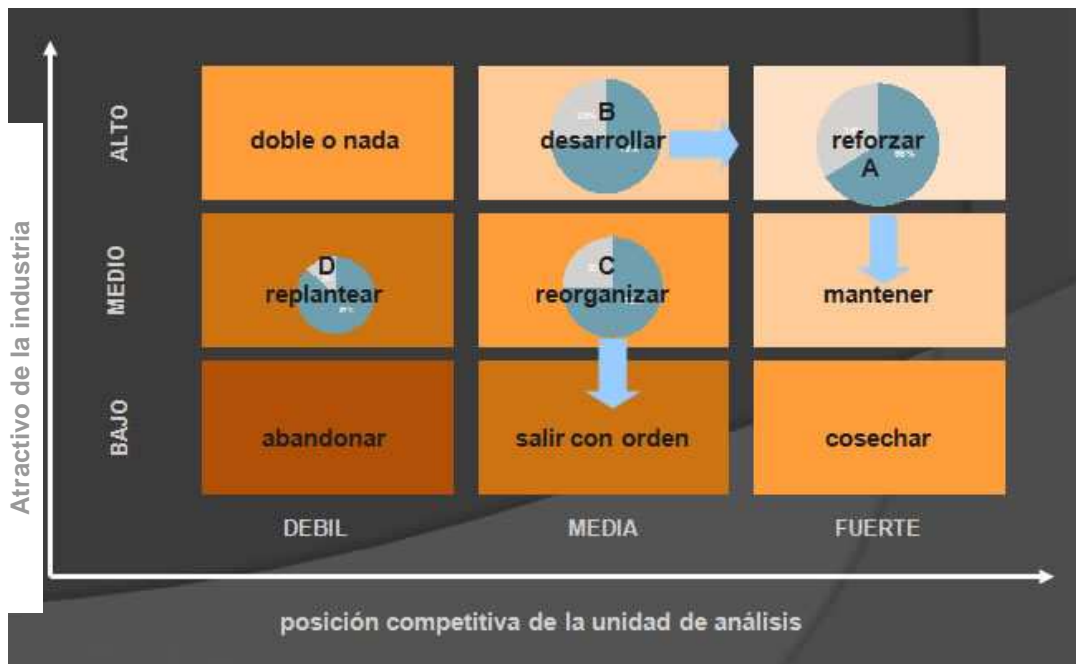 Atractivo de la industria
ALTO
doble o nada
B
desarrollar
reforzar
A
MEDIO
D
replantear
C
reorganizar
mantener
BAJO
abandonar
salir con orden
cosechar
DEBIL
MEDIA
FUERTE
posición competitiva de la unidad de análisis